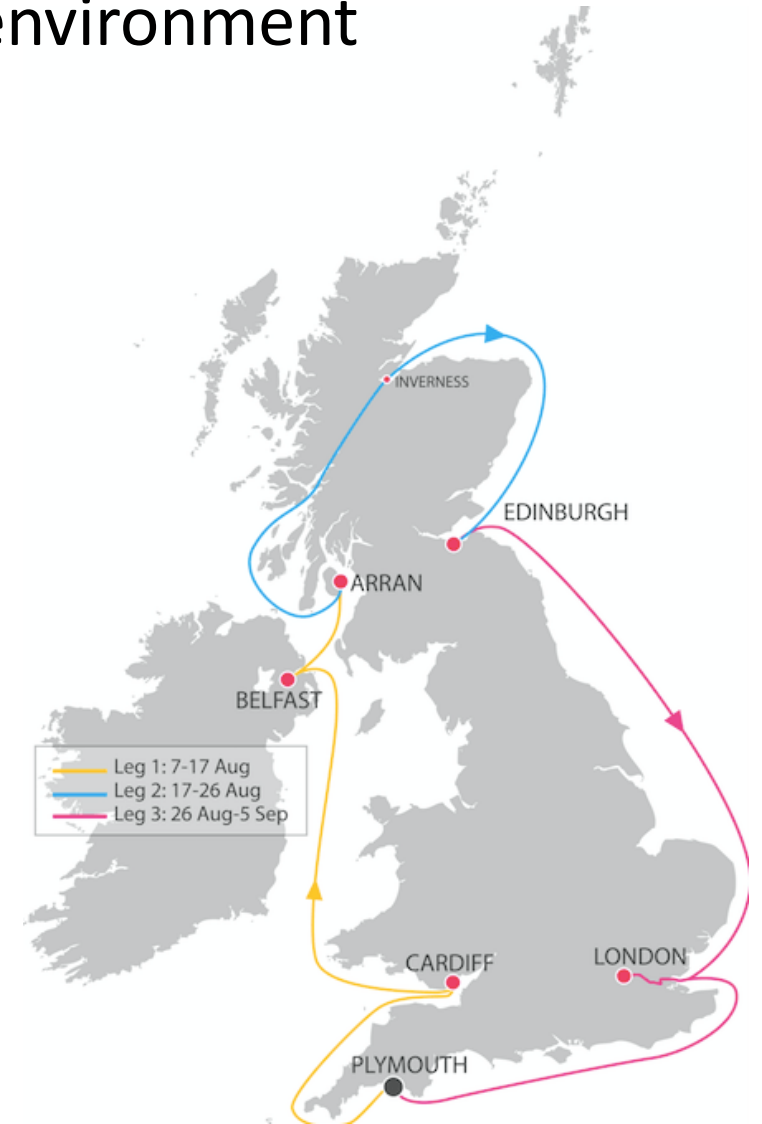 environment
INVERNESS
EDINBURGH
ARRAN
BELFAST
Leg 1: 7-17 Aug
Leg 2: 17-26 Aug
Leg 3: 26 Aug-5 Sep
CARDIFF
LONDON
PLYMOUTH